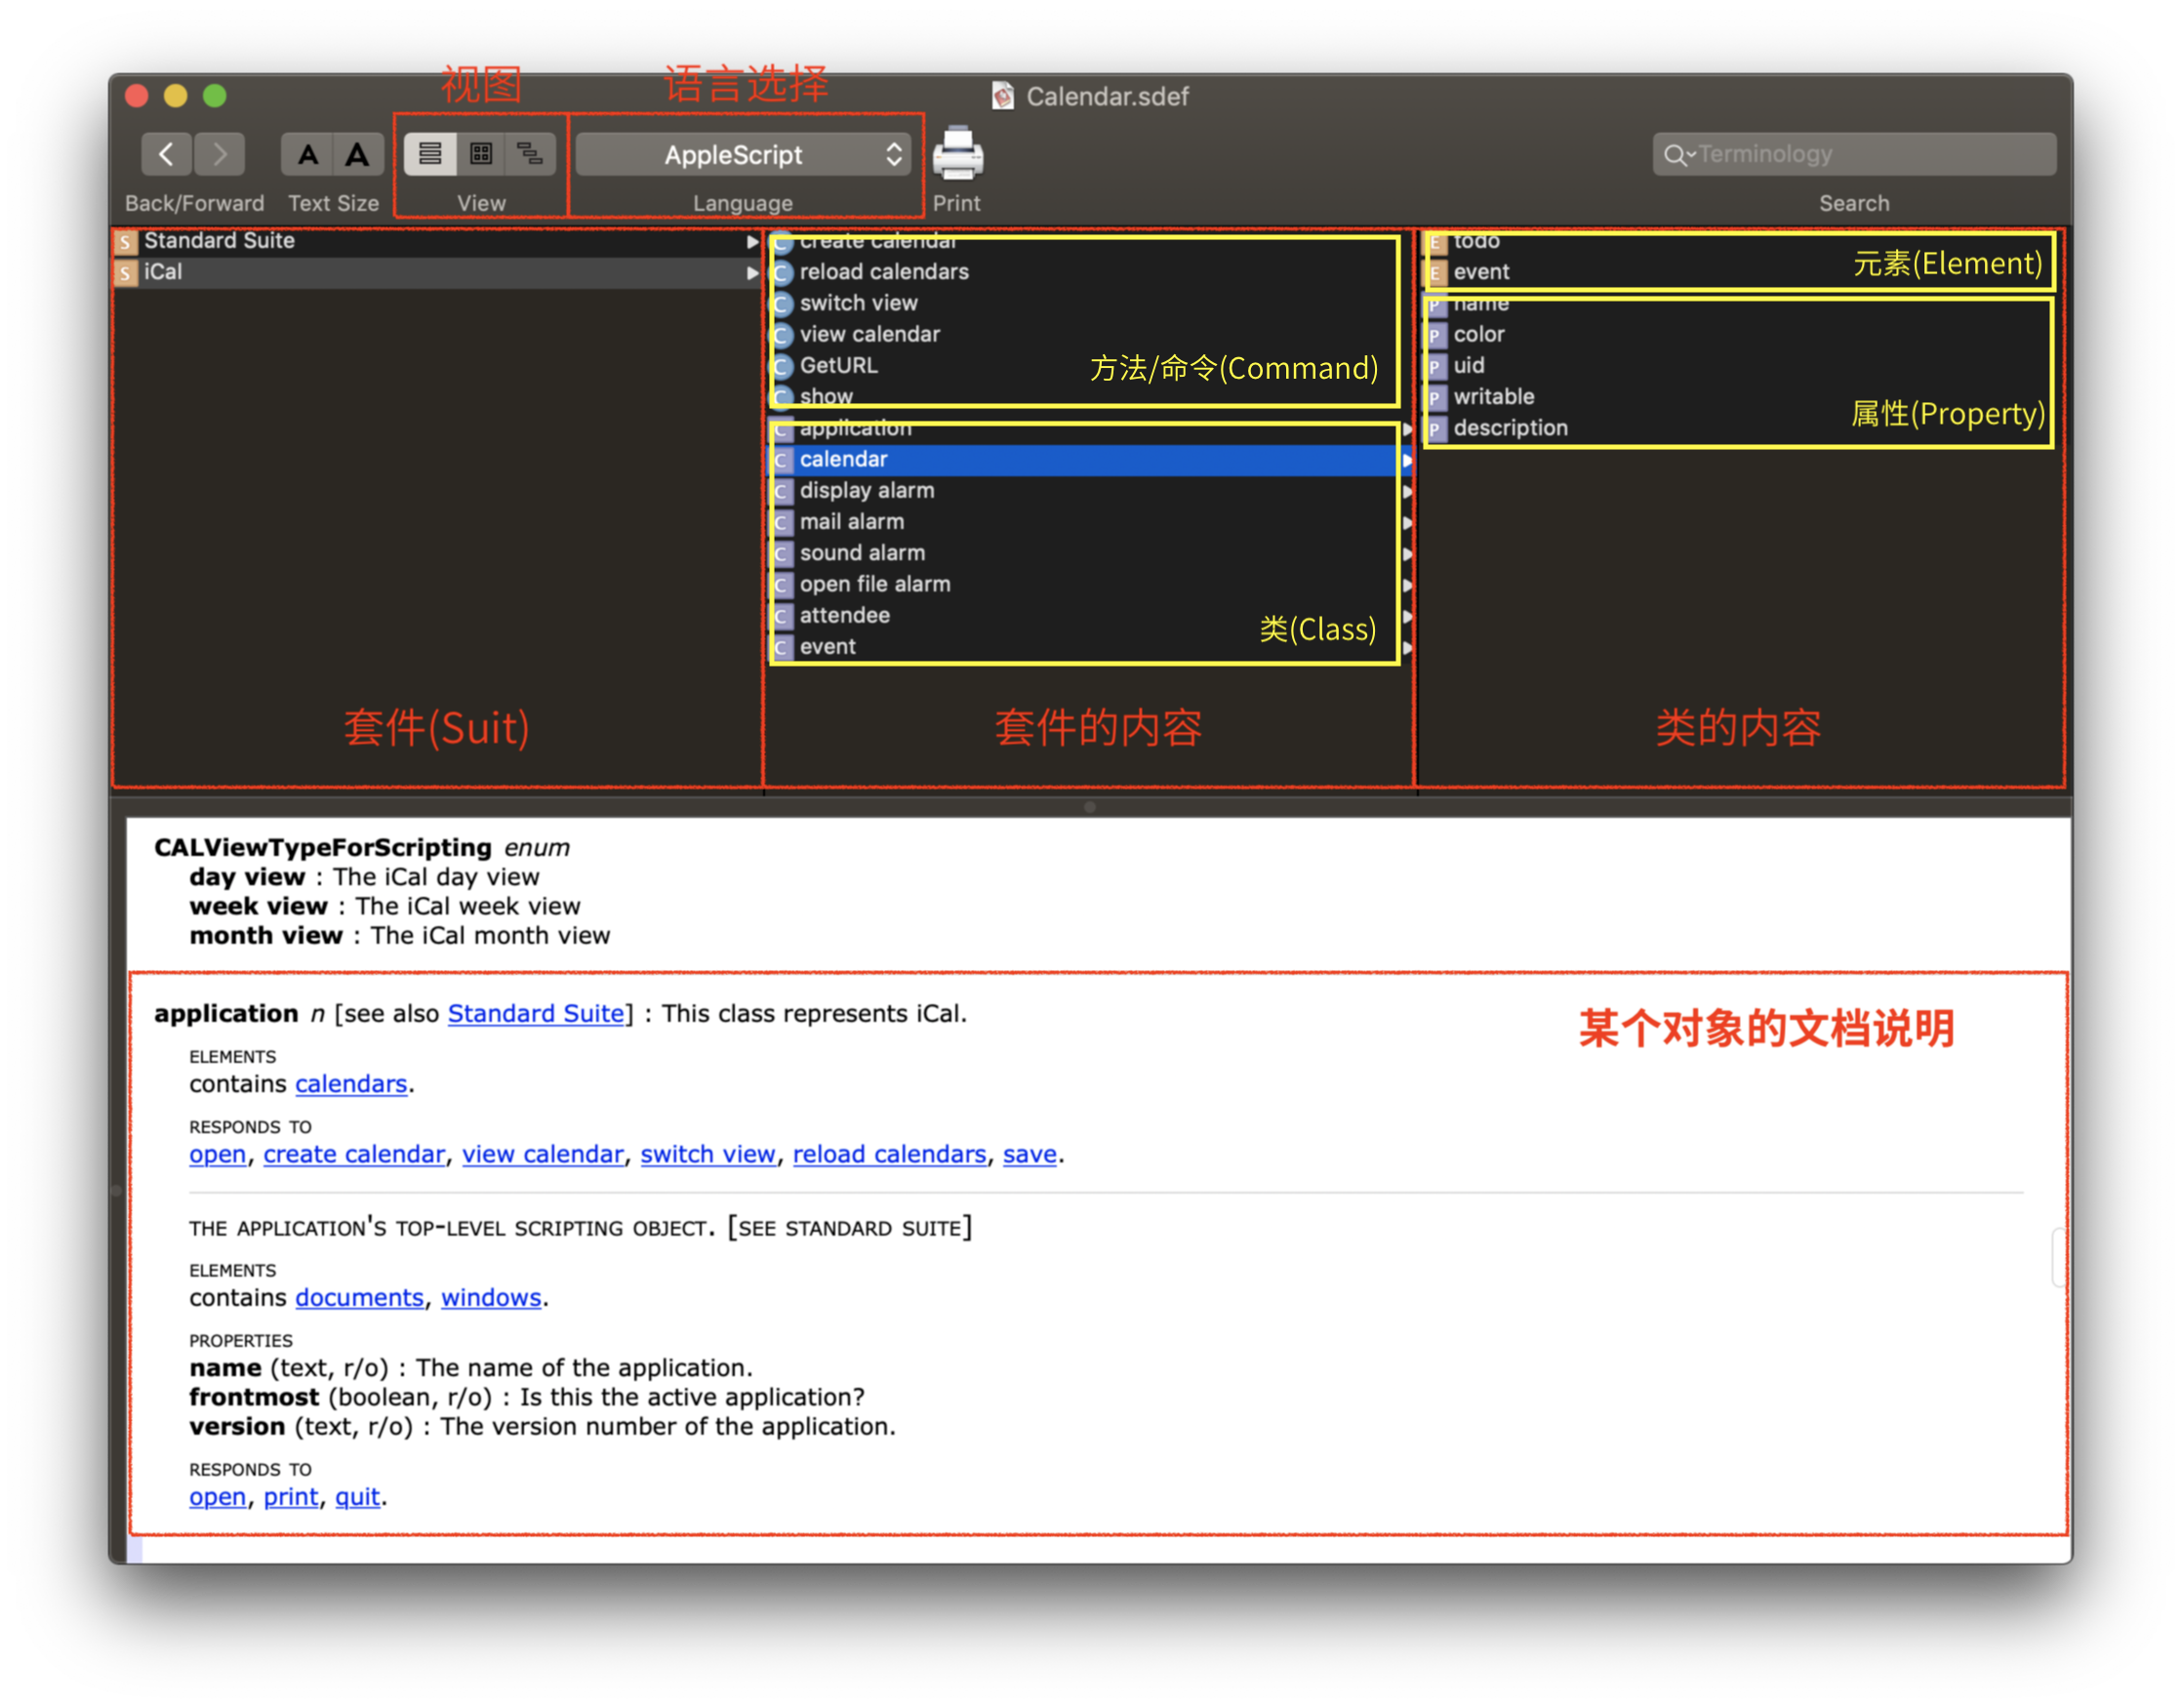 视图
语言选择
Calendar.sdef
A A
AppleScript
Terminology
Back/Forward
Text Size
View
Language
Print
Search
S Standard Suite
S iCal
套件(Suit)
C create calendar
C reload calendars
C switch view
C view calendar
C GetURL
C show
方法/命令(Command)
C application
C calendar
C display alarm
C mail alarm
C sound alarm
C open file alarm
C attendee
C event
类(Class)
套件的内容
E todo
E event
元素(Element)
P name
P color
P uid
P writable
P description
属性(Property)
类的内容
CALViewTypeForScripting enum
day view : The iCal day view
week view : The iCal week view
month view : The iCal month view
application n [see also Standard Suite] : This class represents iCal.
某个对象的文档说明
ELEMENTS
contains calendars.
RESPONDS TO
open, create calendar, view calendar, switch view, reload calendars, save.
THE APPLICATION'S TOP-LEVEL SCRIPTING OBJECT. [SEE STANDARD SUITE]
ELEMENTS
contains documents, windows.
PROPERTIES
name (text, r/o) : The name of the application.
frontmost (boolean, r/o) : Is this the active application?
version (text, r/o) : The version number of the application.
RESPONDS TO
open, print, quit.